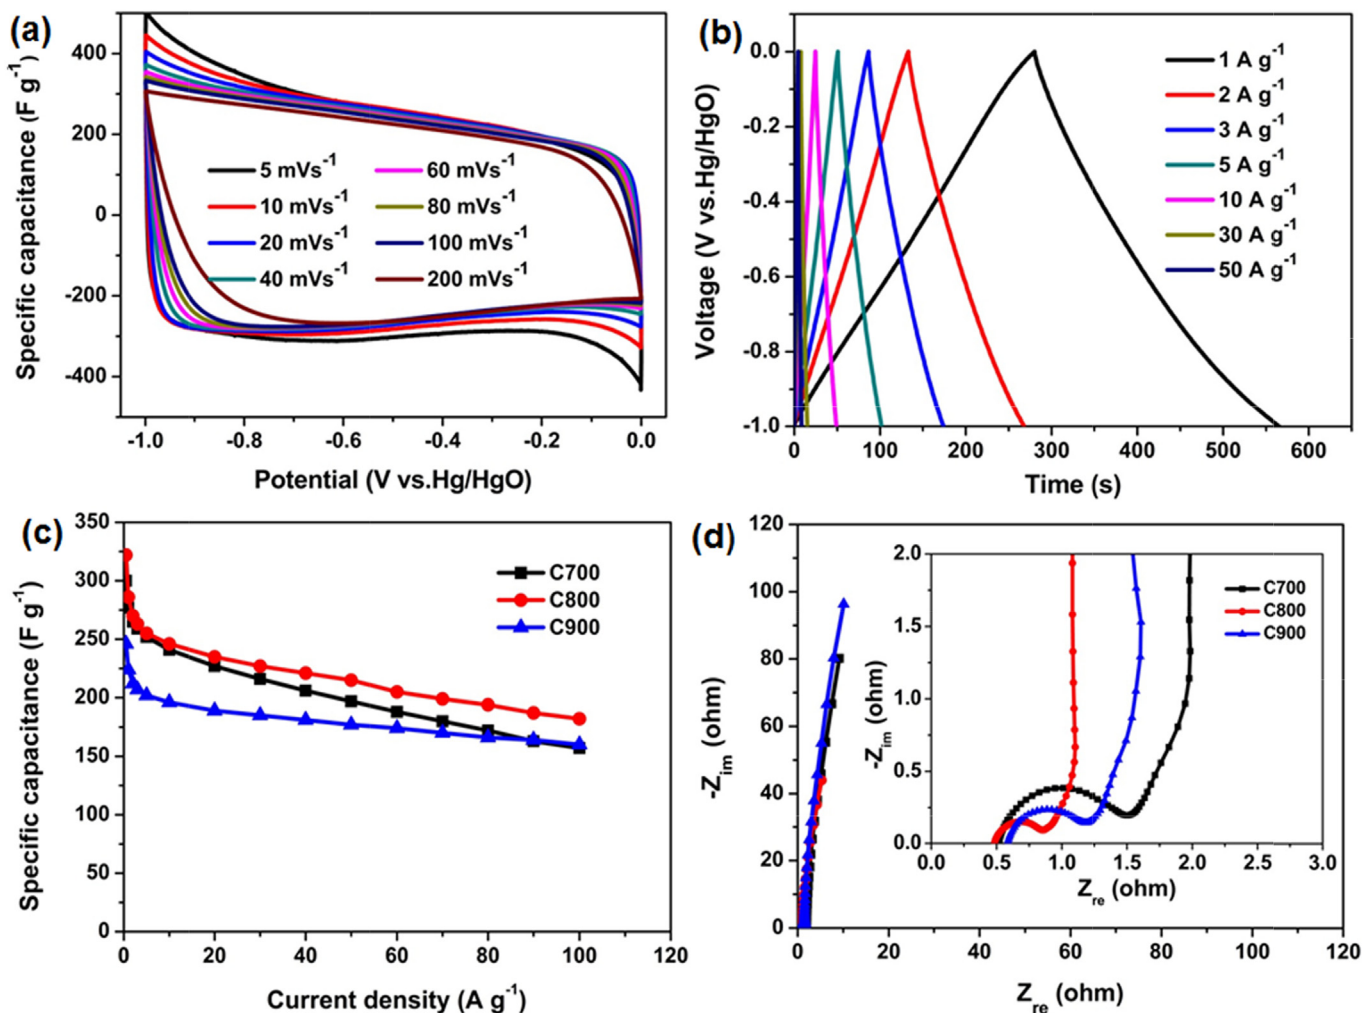 (a)
Specific capacitance (F g⁻¹)
400
200
0
-200
-400
5 mVs⁻¹
60 mVs⁻¹
10 mVs⁻¹
80 mVs⁻¹
20 mVs⁻¹
100 mVs⁻¹
40 mVs⁻¹
200 mVs⁻¹
-1.0 -0.8 -0.6 -0.4 -0.2 0.0
Potential (V vs.Hg/HgO)
(b)
Voltage (V vs.Hg/HgO)
0.0
-0.2
-0.4
-0.6
-0.8
-1.0
1 A g⁻¹
2 A g⁻¹
3 A g⁻¹
5 A g⁻¹
10 A g⁻¹
30 A g⁻¹
50 A g⁻¹
0 100 200 300 400 500 600
Time (s)
(c)
Specific capacitance (F g⁻¹)
350
300
250
200
150
100
50
0
C700
C800
C900
0 20 40 60 80 100 120
Current density (A g⁻¹)
(d)
-Zim (ohm)
120
100
80
60
40
20
0
0 20 40 60 80 100 120
Zre (ohm)
-Zim (ohm)
2.0
1.5
1.0
0.5
0.0
C700
C800
C900
0.0 0.5 1.0 1.5 2.0 2.5 3.0
Zre (ohm)